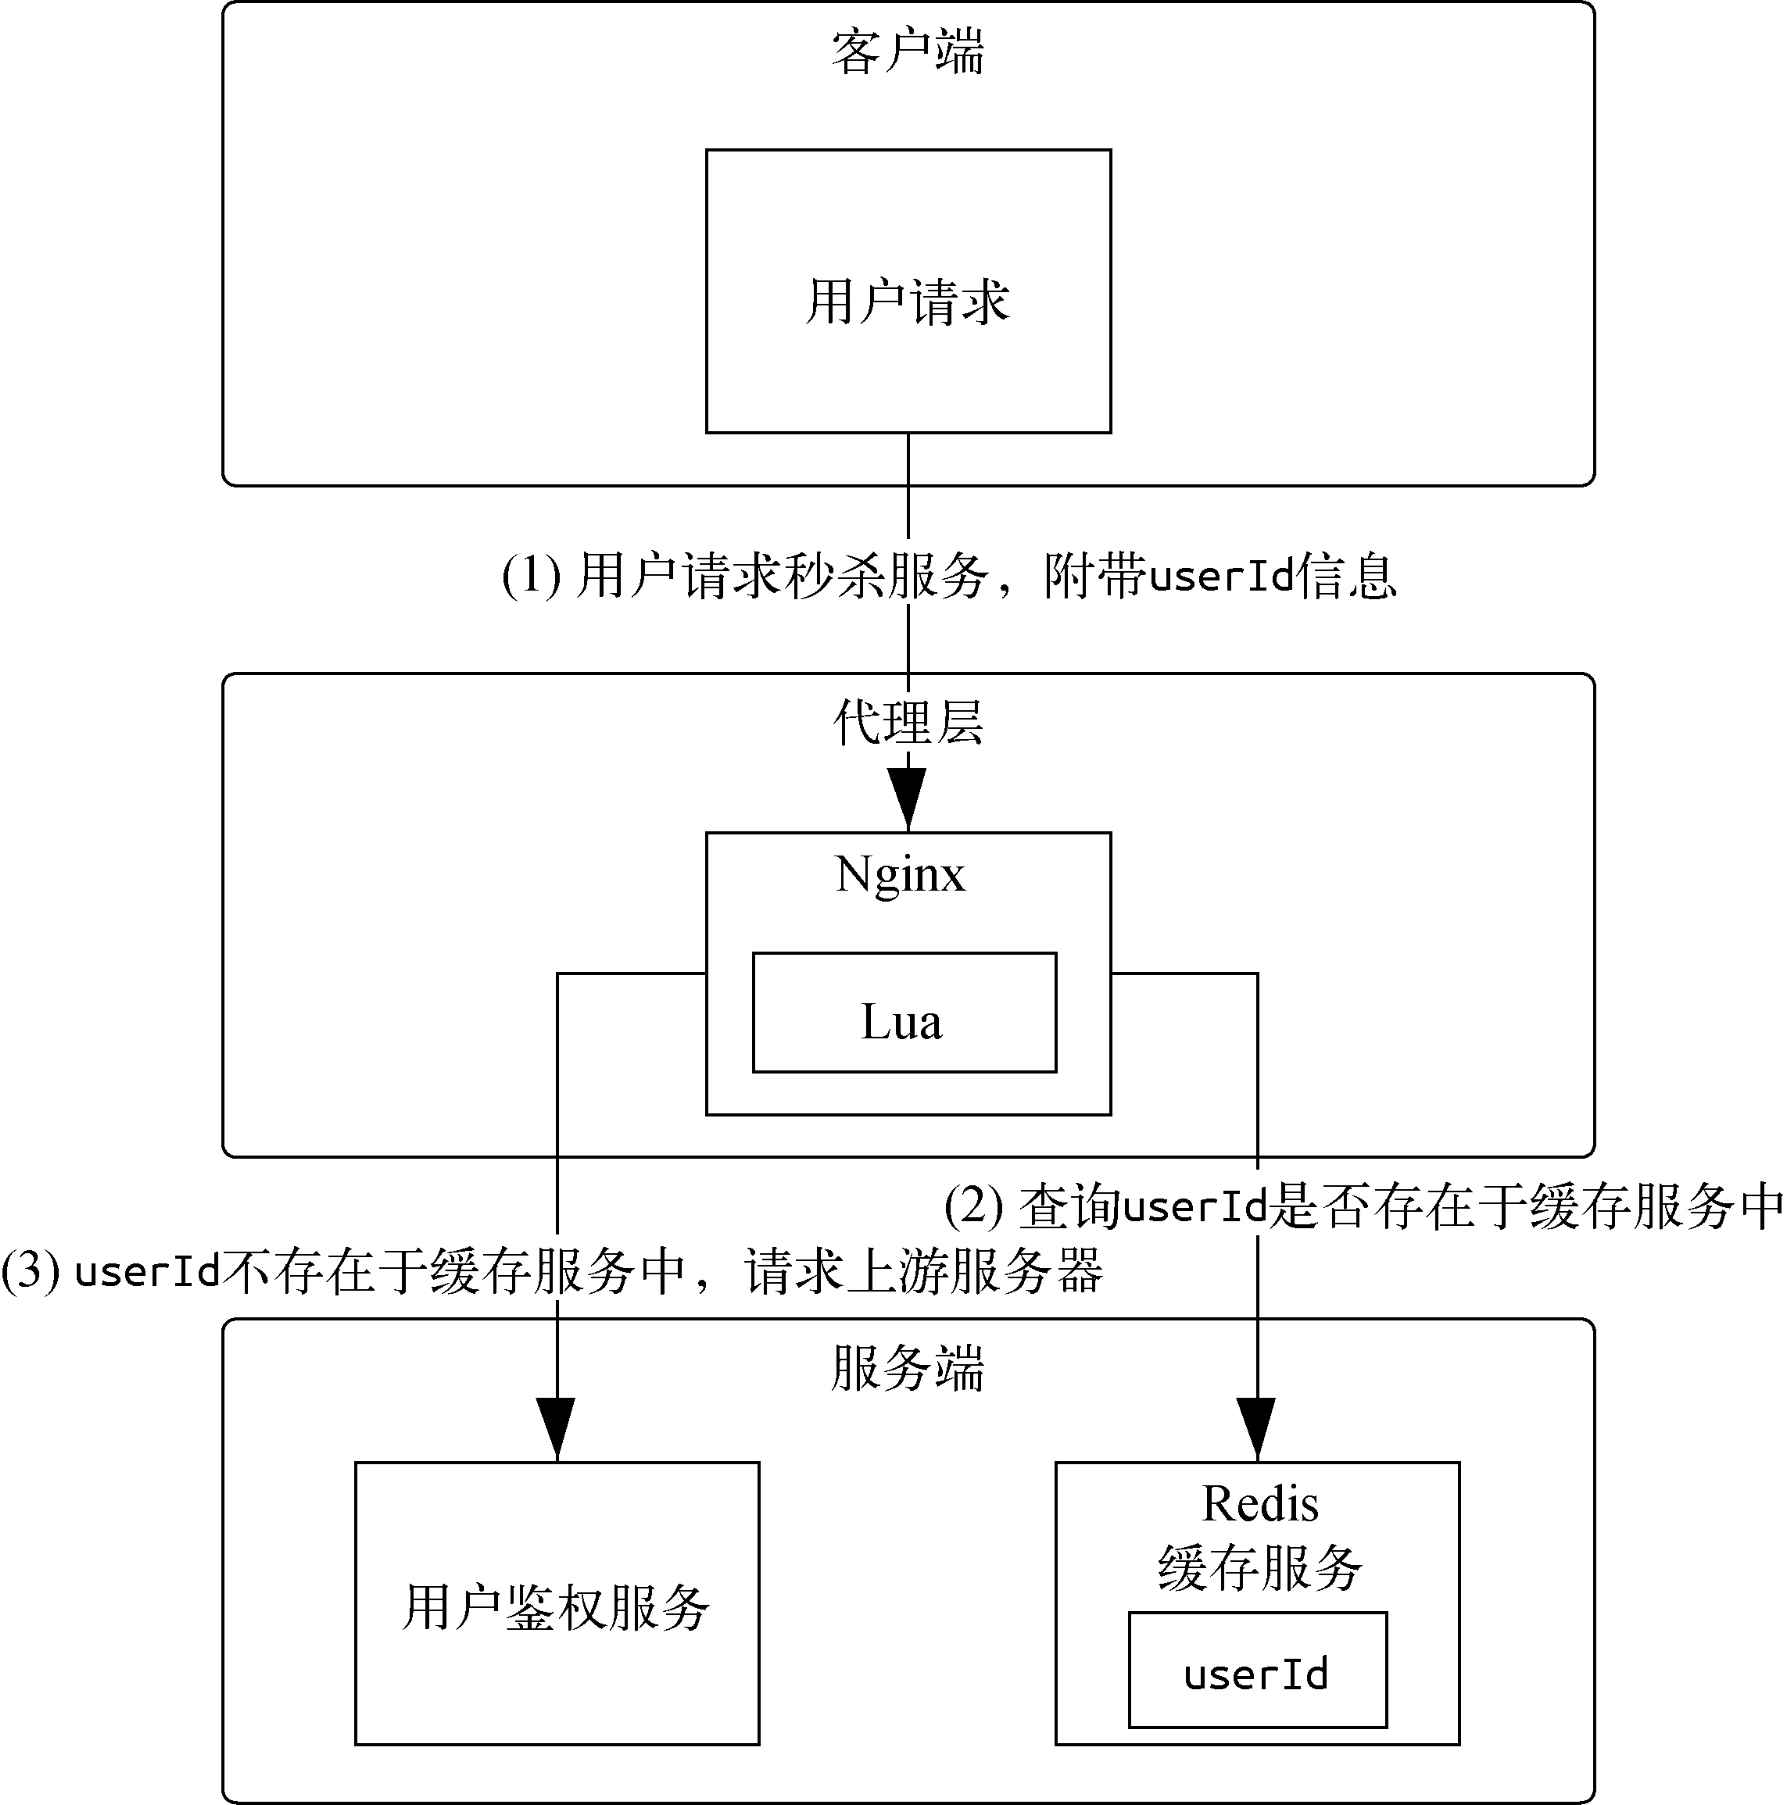 客户端
用户请求
(1) 用户请求秒杀服务，附带userId信息
代理层
Nginx
Lua
(2) 查询userId是否存在于缓存服务中
(3) userId不存在于缓存服务中，请求上游服务器
服务端
用户鉴权服务
Redis
缓存服务
userId